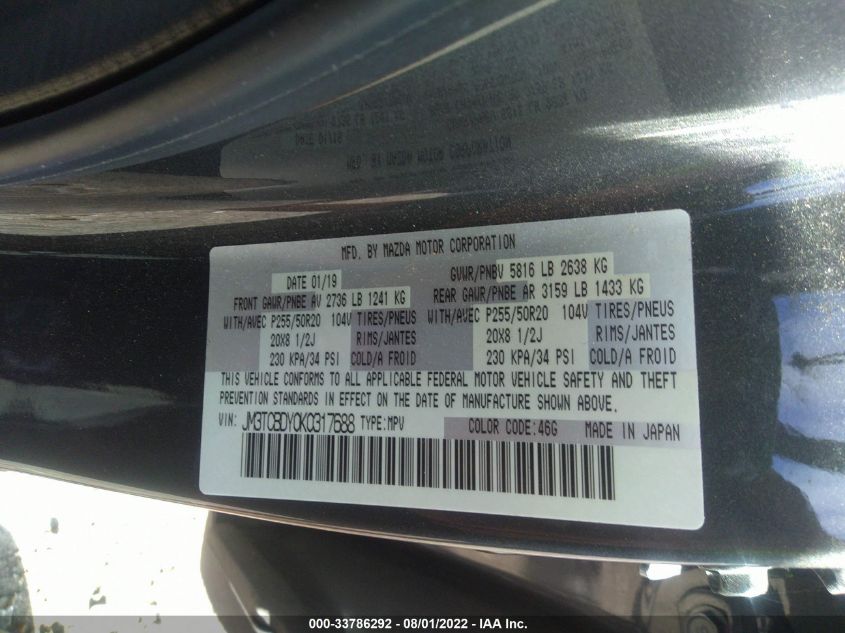 MFD. BY MAZDA MOTOR CORPORATION
DATE 01/19 GVWR/PNBV 5816 LB 2638 KG
FRONT GAWR/PNBE AV 2736 LB 1241 KG REAR GAWR/PNBE AR 3159 LB 1433 KG
WITH/AVEC P255/50R20 104V TIRES/PNEUS WITH/AVEC P255/50R20 104V TIRES/PNEUS
20X8 1/2J RIMS/JANTES 20X8 1/2J RIMS/JANTES
230 KPA/34 PSI COLD/A FROID 230 KPA/34 PSI COLD/A FROID
THIS VEHICLE CONFORMS TO ALL APPLICABLE FEDERAL MOTOR VEHICLE SAFETY AND THEFT
PREVENTION STANDARDS IN EFFECT ON THE DATE OF MANUFACTURE SHOWN ABOVE.
VIN: JM3TCBDY0K0317688 TYPE:MPV COLOR CODE:46G MADE IN JAPAN
000-33786292 - 08/01/2022 - IAA Inc.